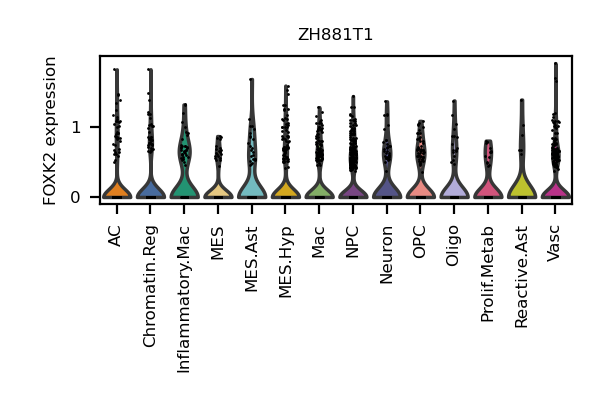 ZH881T1
FOXK2 expression
1
0
AC
Chromatin.Reg
Inflammatory.Mac
MES
MES.Ast
MES.Hyp
Mac
NPC
Neuron
OPC
Oligo
Prolif.Metab
Reactive.Ast
Vasc